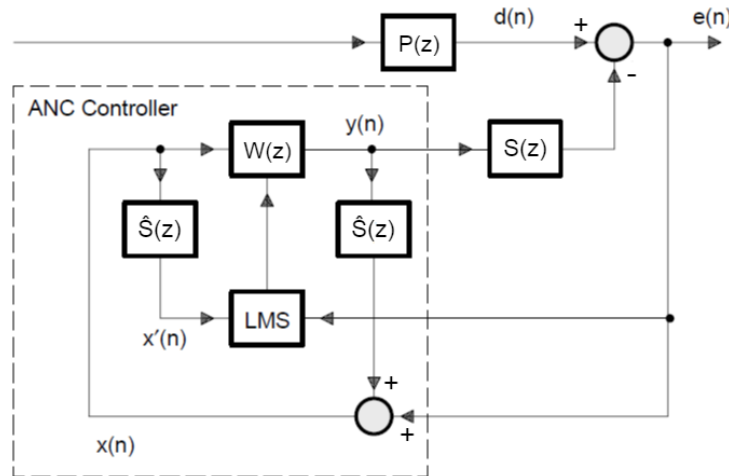 d(n)
e(n)
+
P(z)
-
ANC Controller
y(n)
W(z)
S(z)
Ŝ(z)
Ŝ(z)
LMS
x′(n)
+
+
x(n)